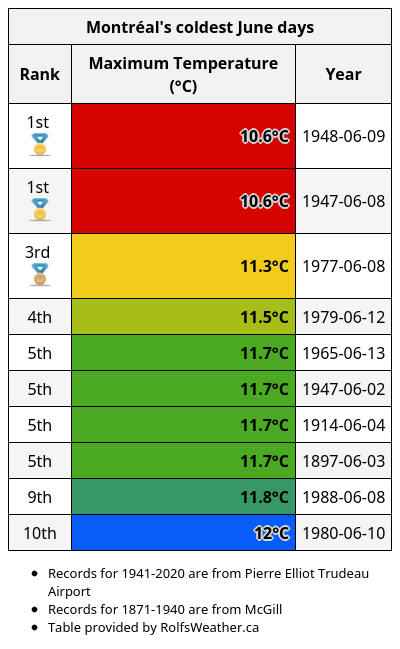 Montréal's coldest June days
Rank Maximum Temperature (°C) Year
1st 10.6°C 1948-06-09
1st 10.6°C 1947-06-08
3rd 11.3°C 1977-06-08
4th 11.5°C 1979-06-12
5th 11.7°C 1965-06-13
5th 11.7°C 1947-06-02
5th 11.7°C 1914-06-04
5th 11.7°C 1897-06-03
9th 11.8°C 1988-06-08
10th 12°C 1980-06-10
Records for 1941-2020 are from Pierre Elliot Trudeau
Airport
Records for 1871-1940 are from McGill
Table provided by RolfsWeather.ca